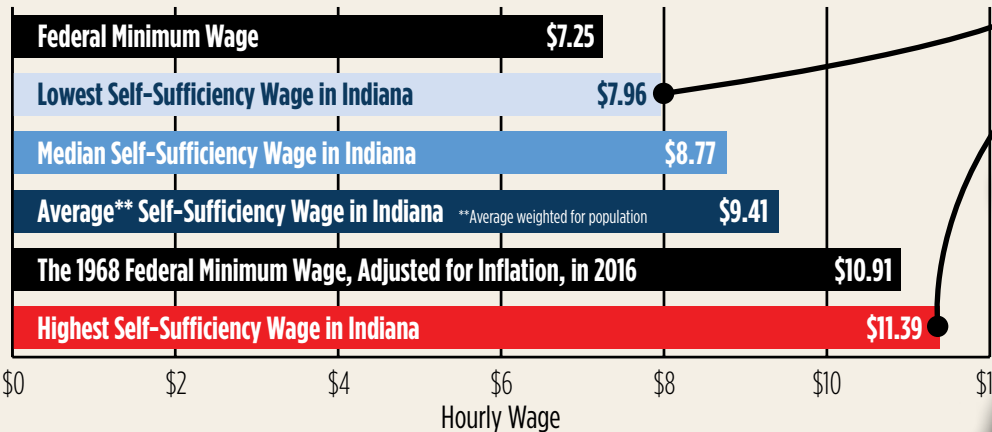 Federal Minimum Wage $7.25
Lowest Self-Sufficiency Wage in Indiana $7.96
Median Self-Sufficiency Wage in Indiana $8.77
Average** Self-Sufficiency Wage in Indiana **Average weighted for population $9.41
The 1968 Federal Minimum Wage, Adjusted for Inflation, in 2016 $10.91
Highest Self-Sufficiency Wage in Indiana $11.39
$0 $2 $4 $6 $8 $10
Hourly Wage